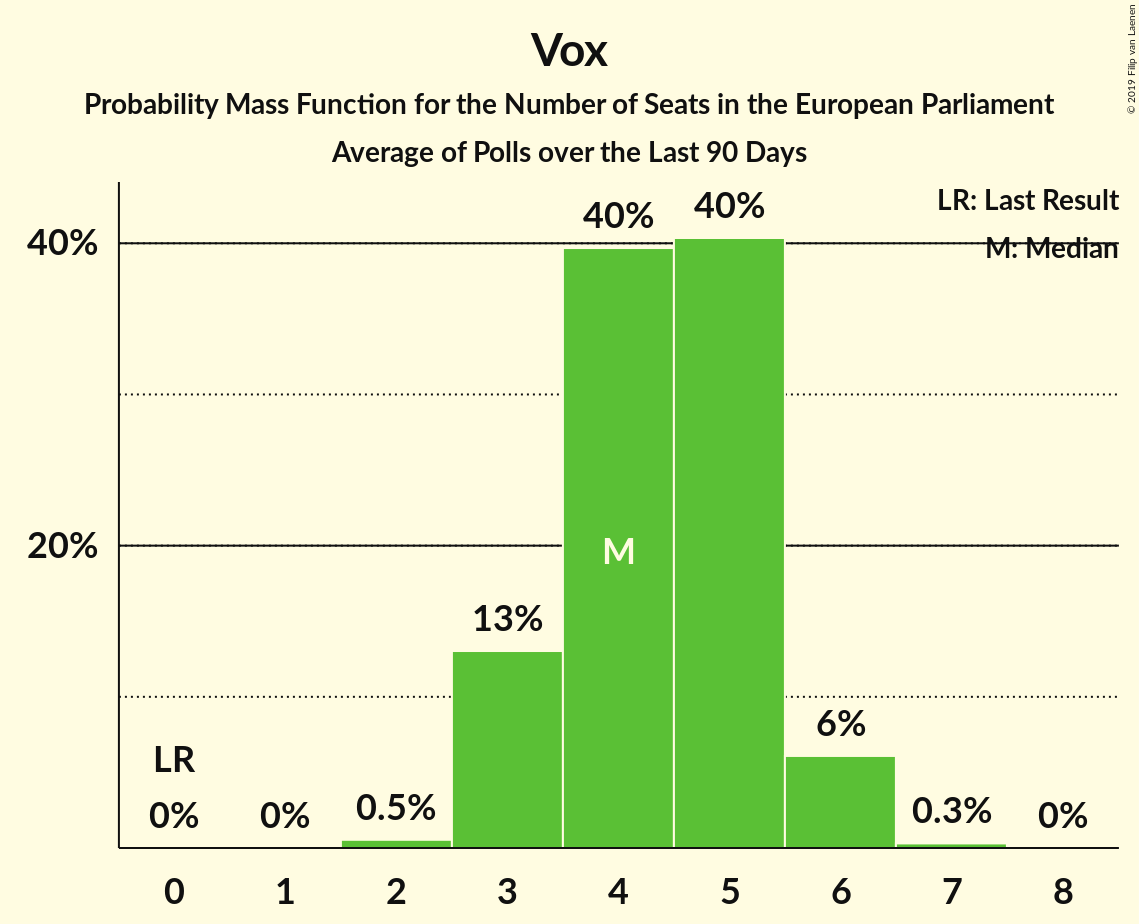 Vox
Probability Mass Function for the Number of Seats in the European Parliament
Average of Polls over the Last 90 Days
© 2019 Filip van Laenen
LR: Last Result
M: Median
40%
20%
LR
0%
0%
0.5%
13%
40%
M
40%
6%
0.3%
0%
0 1 2 3 4 5 6 7 8